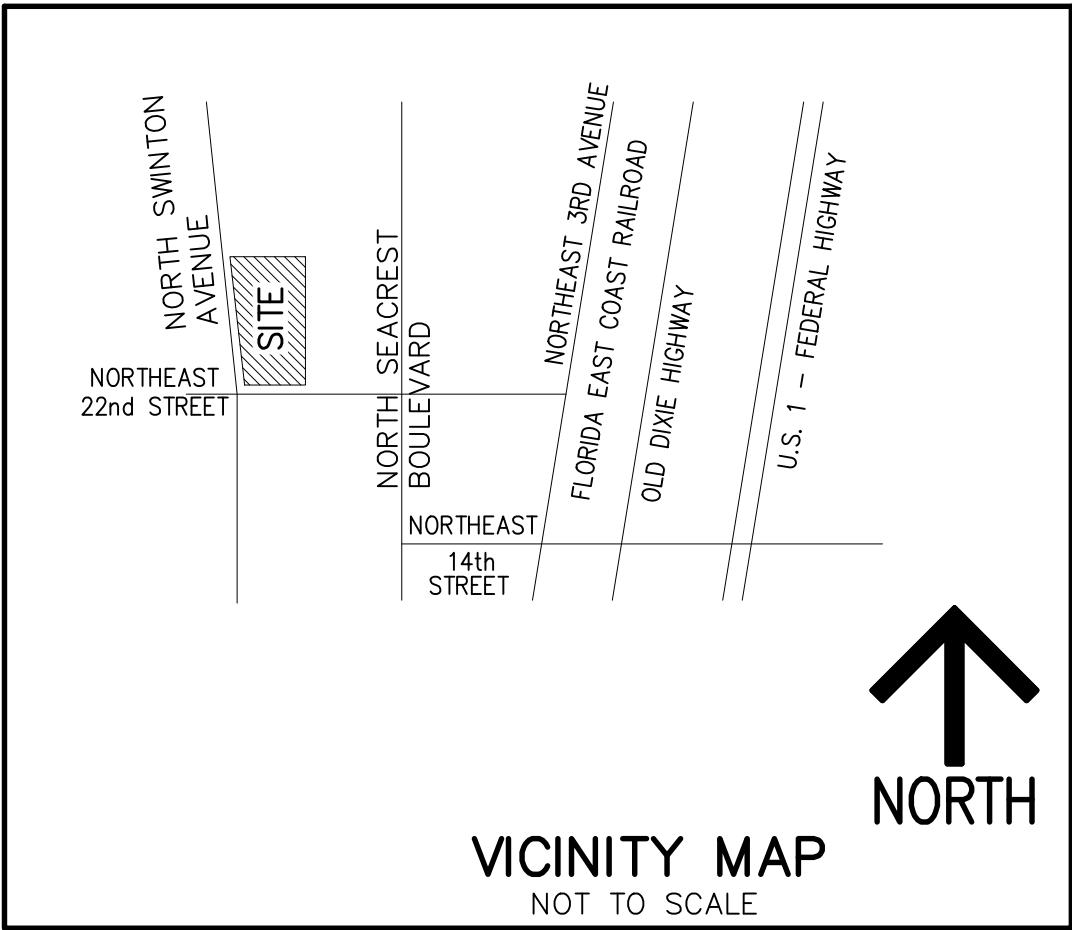 NORTH SWINTON
AVENUE
SITE
NORTHEAST
22nd STREET
NORTH SEACREST
BOULEVARD
NORTHEAST 3RD AVENUE
FLORIDA EAST COAST RAILROAD
OLD DIXIE HIGHWAY
U.S. 1 - FEDERAL HIGHWAY
NORTHEAST
14th
STREET
NORTH
VICINITY MAP
NOT TO SCALE